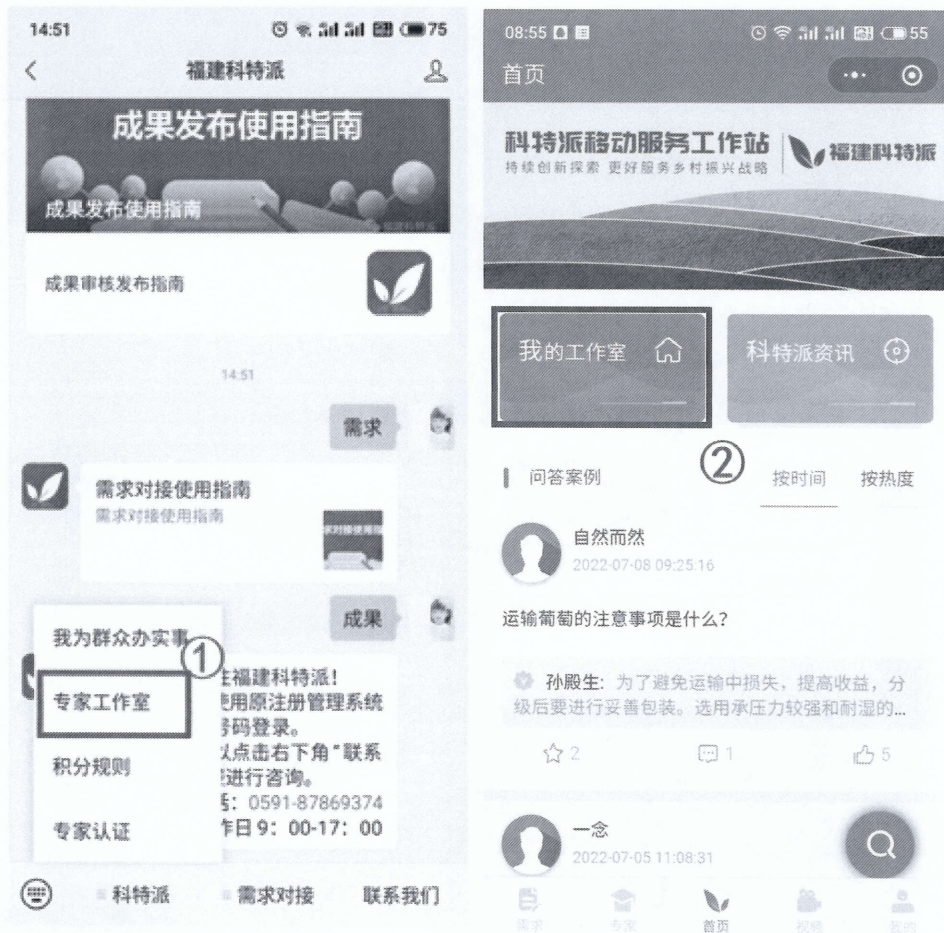 14:51
75
福建科特派
成果发布使用指南
成果发布使用指南
成果审核发布指南
14:51
需求
需求对接使用指南
需求对接使用指南
成果
我为群众办实事
①
专家工作室
积分规则
专家认证
主福建科特派!
使用原注册管理系统
号码登录。
以点击右下角“联系
进行咨询。
0591-87869374
作日9:00-17:00
科特派
需求对接
联系我们
08:55
55
首页
科特派移动服务工作站
持续创新探索 更好服务乡村振兴战略
福建科特派
我的工作室
科特派资讯
②
问答案例
按时间
按热度
自然而然
2022-07-08 09:25:16
运输葡萄的注意事项是什么?
孙殿生:为了避免运输中损失,提高收益,分
级后要进行妥善包装。选用承压力较强和耐湿的...
2
1
5
一念
2022-07-05 11:08:31
需求
专家
首页
视频
我的